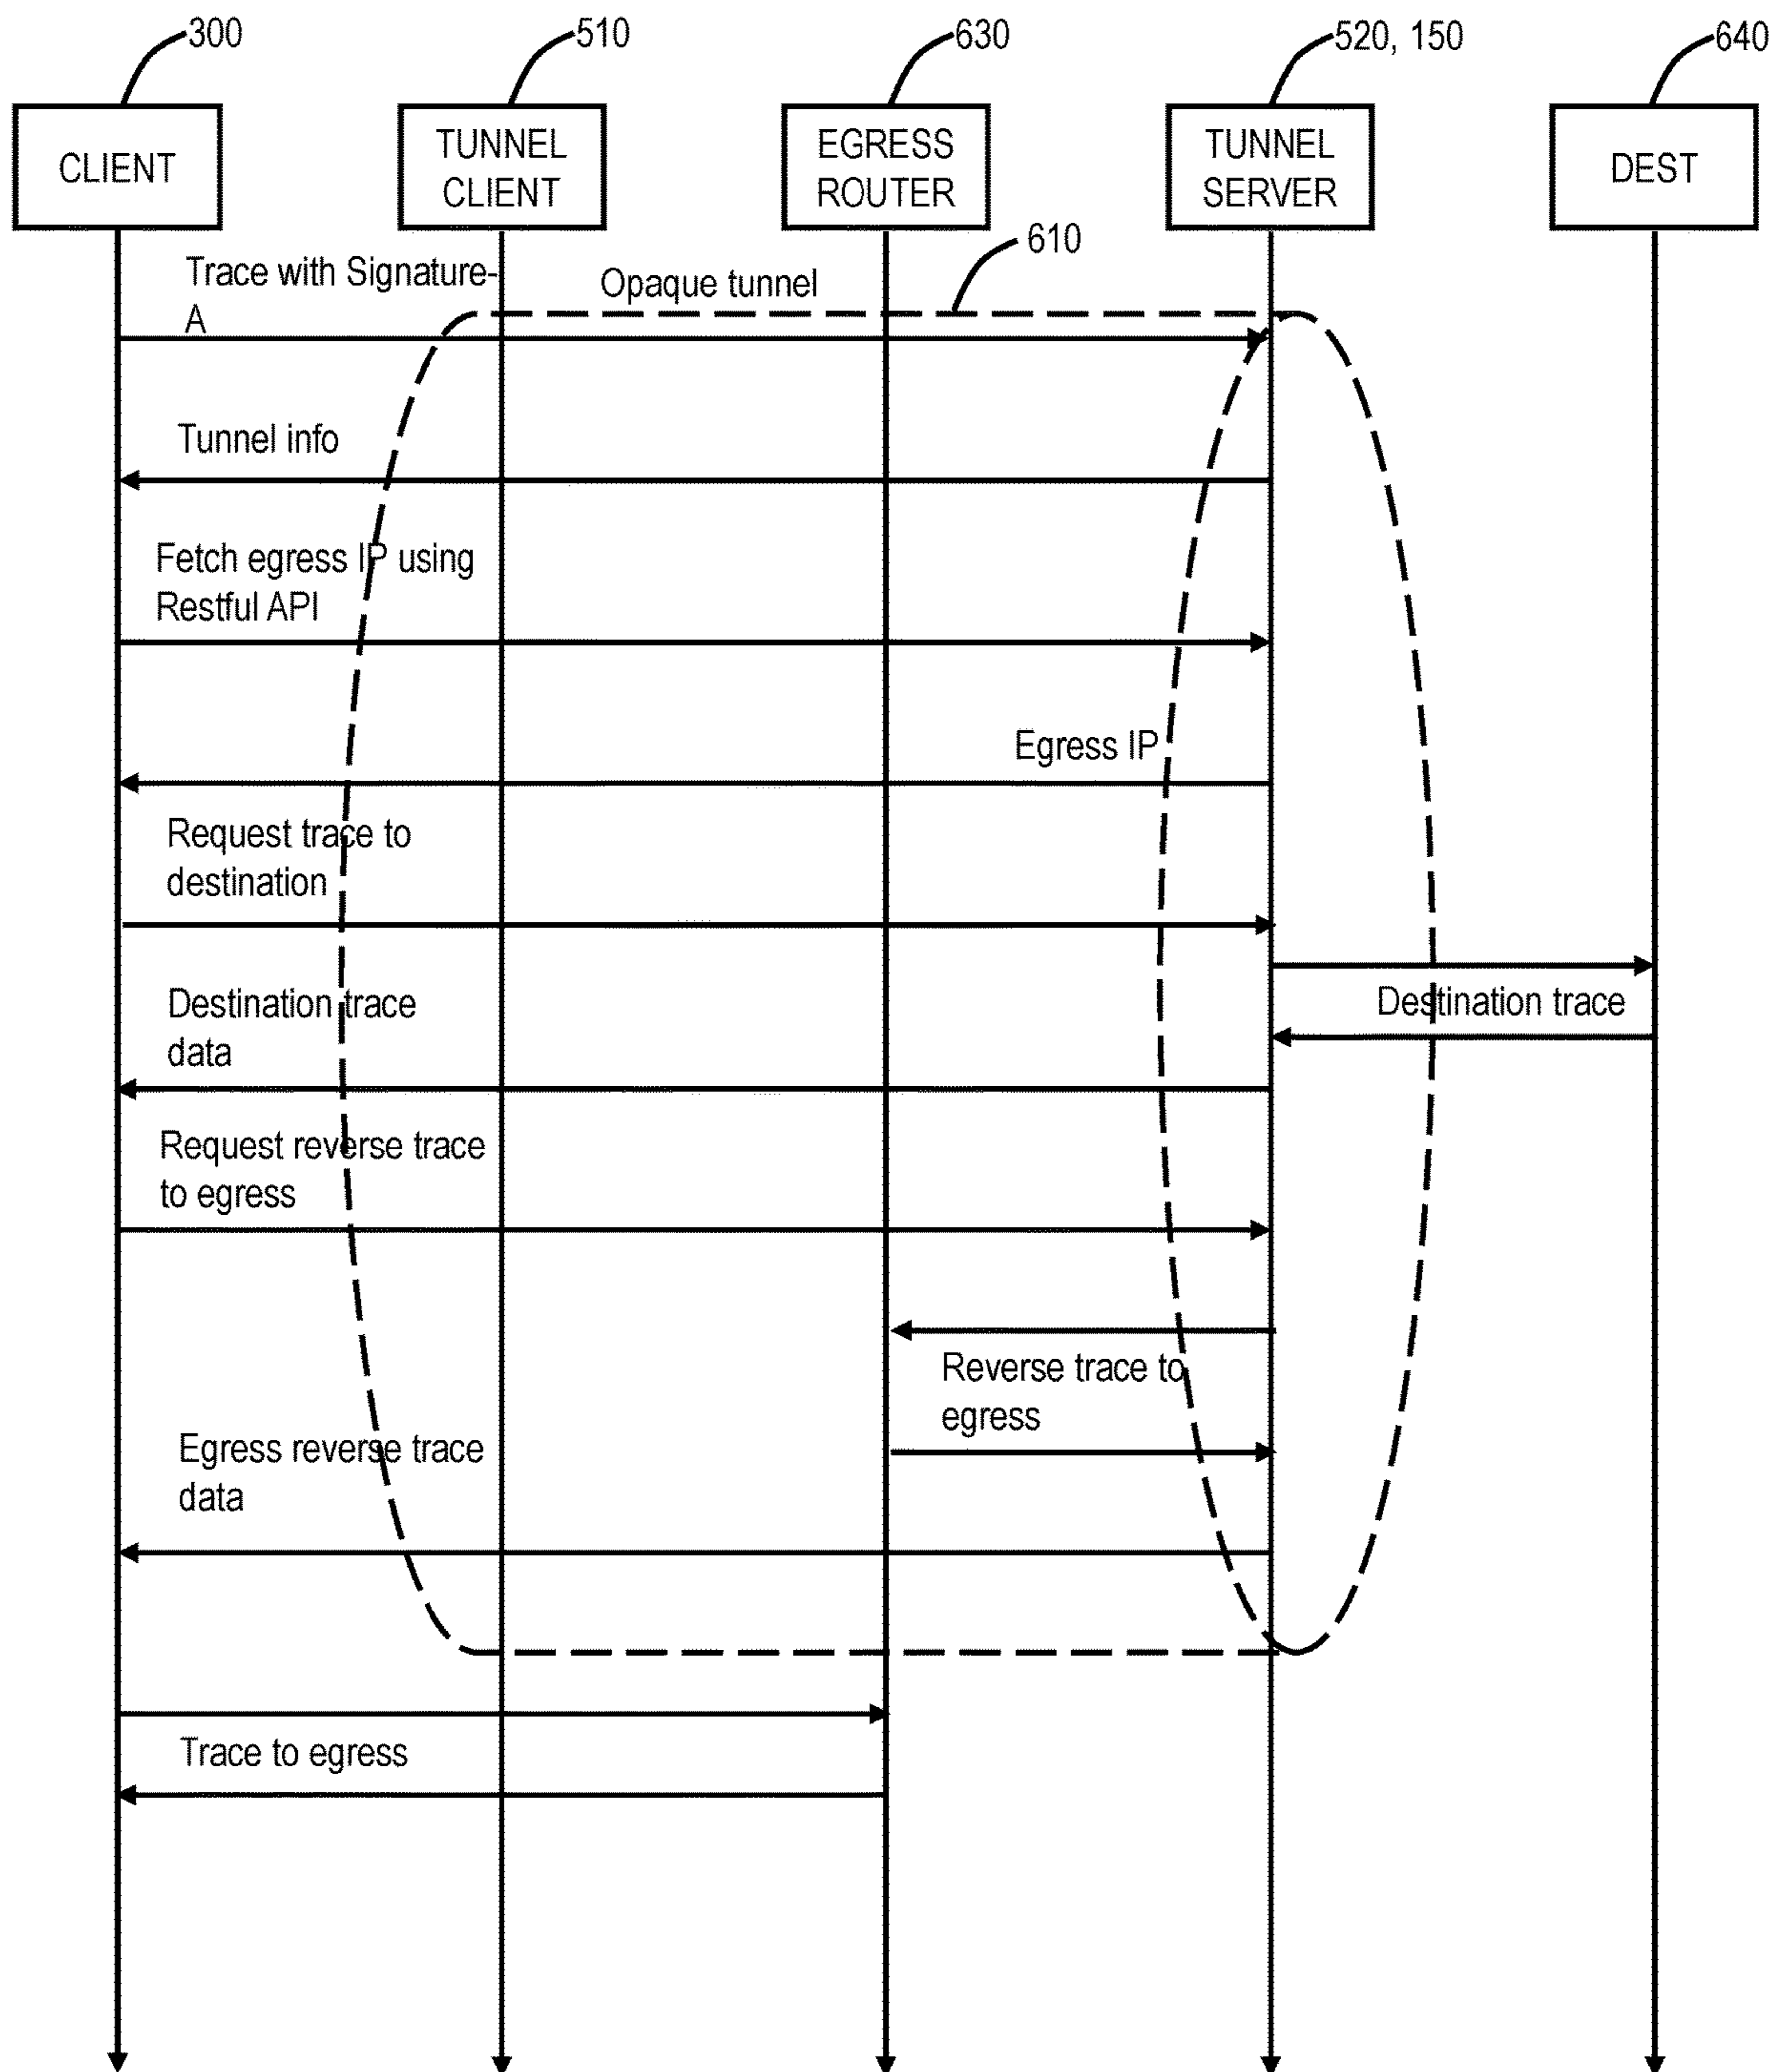 300
510
630
520, 150
640
CLIENT
TUNNEL
CLIENT
EGRESS
ROUTER
TUNNEL
SERVER
DEST
610
Trace with Signature-
A
Opaque tunnel
Tunnel info
Fetch egress IP using
Restful API
Egress IP
Request trace to
destination
Destination trace
data
Destination trace
Request reverse trace
to egress
Reverse trace to
egress
Egress reverse trace
data
Trace to egress